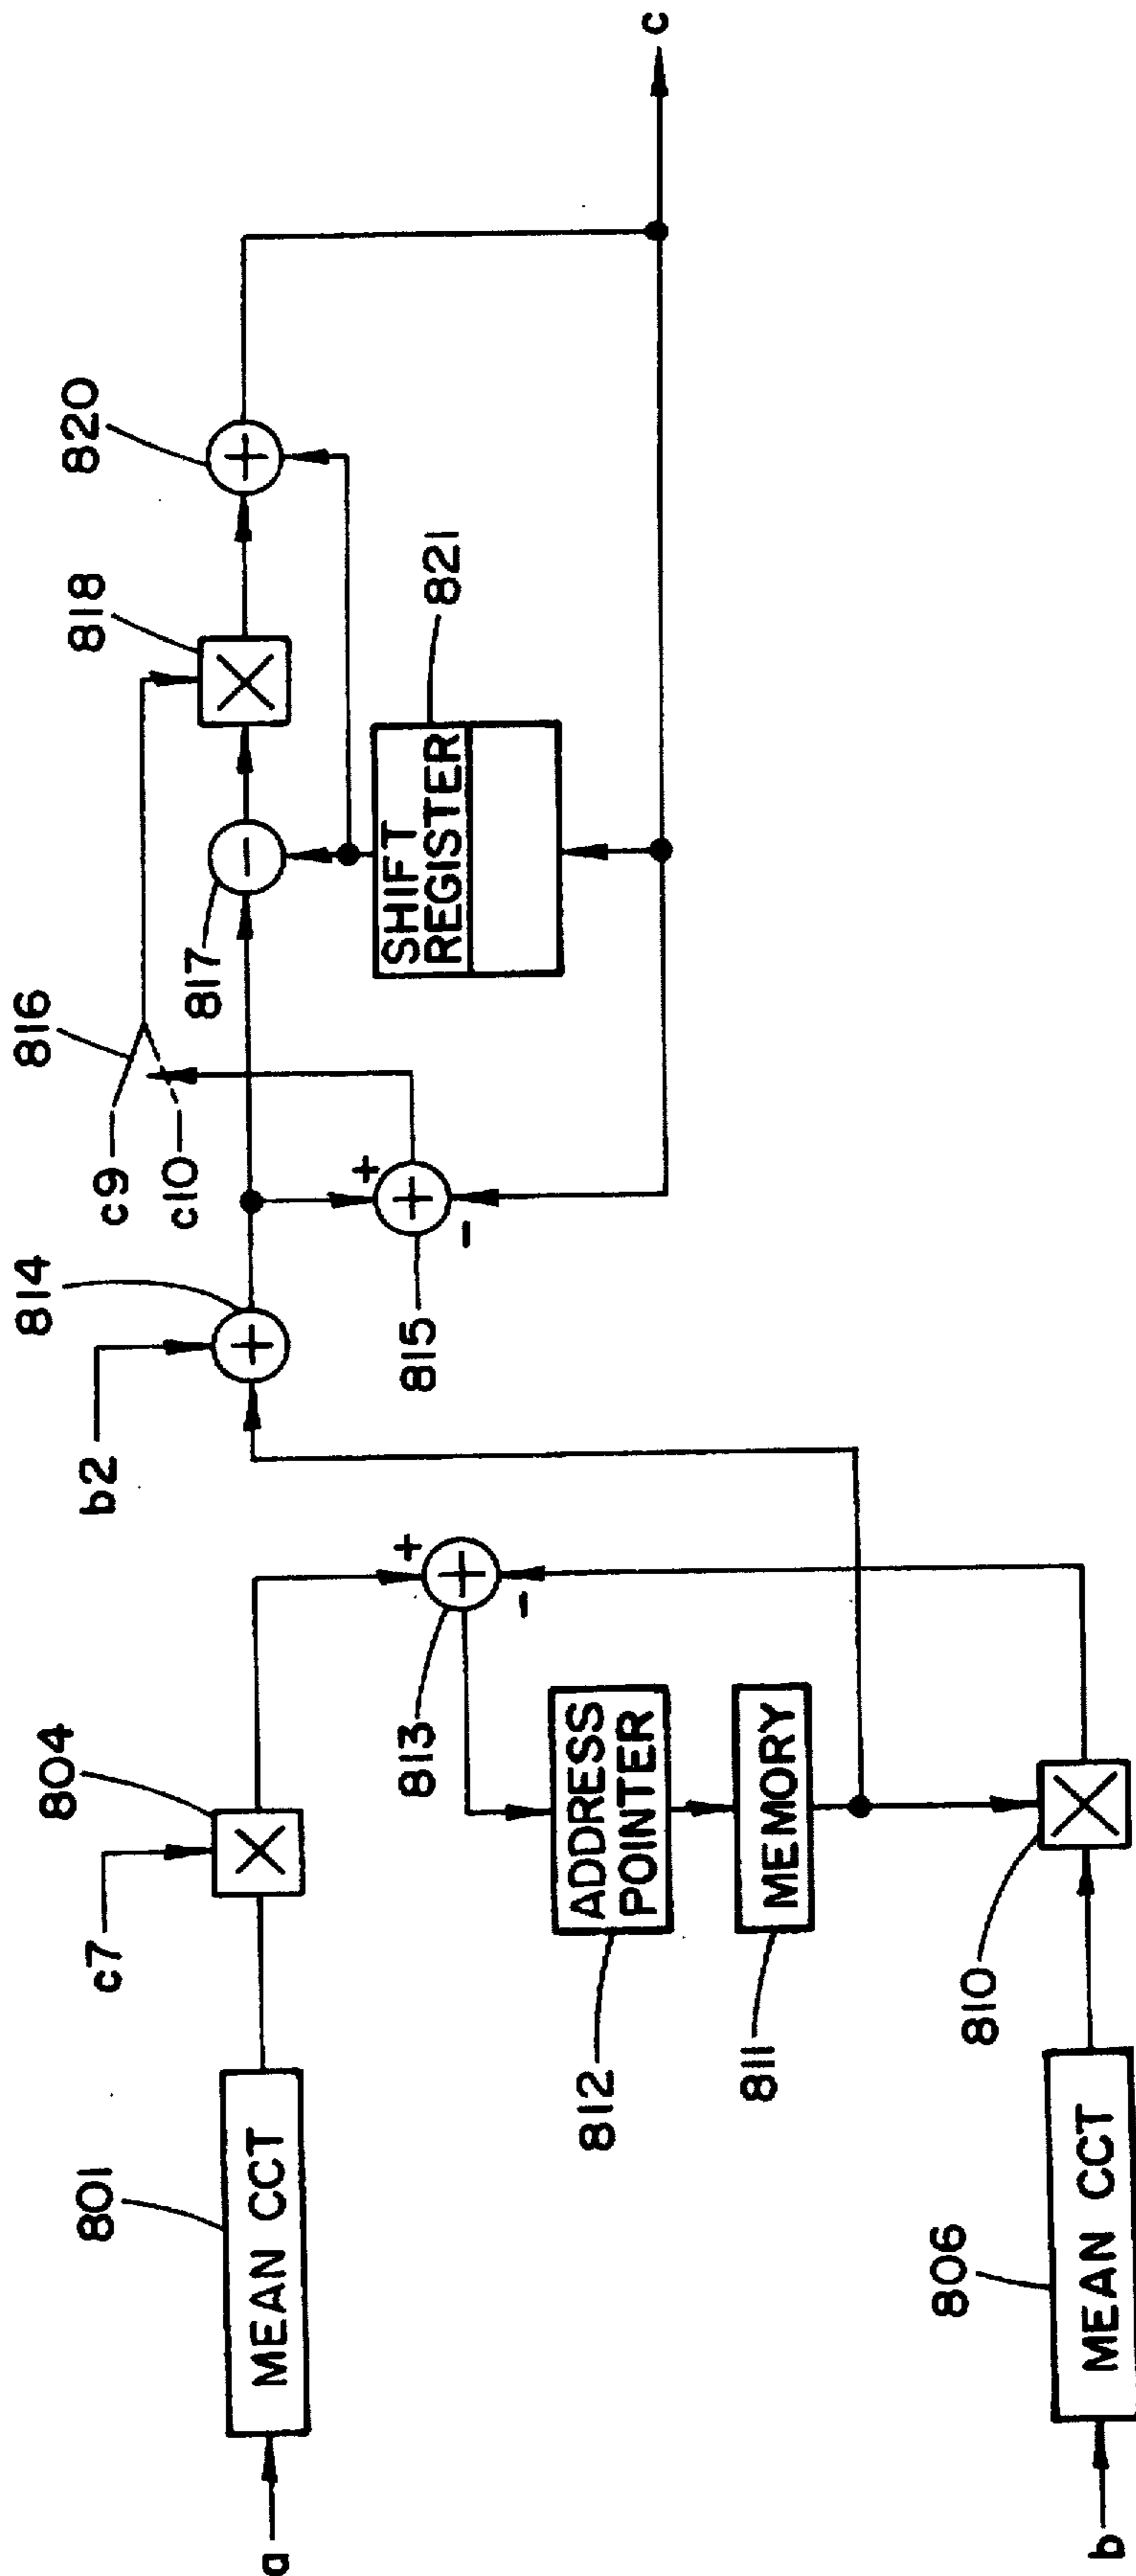 a
MEAN CCT
801
c7
804
×
b
MEAN CCT
806
810
×
813
+
+
-
ADDRESS
POINTER
812
MEMORY
811
b2
814
+
815
+
+
-
816
c9
c10
817
-
818
×
820
+
SHIFT
REGISTER
821
c